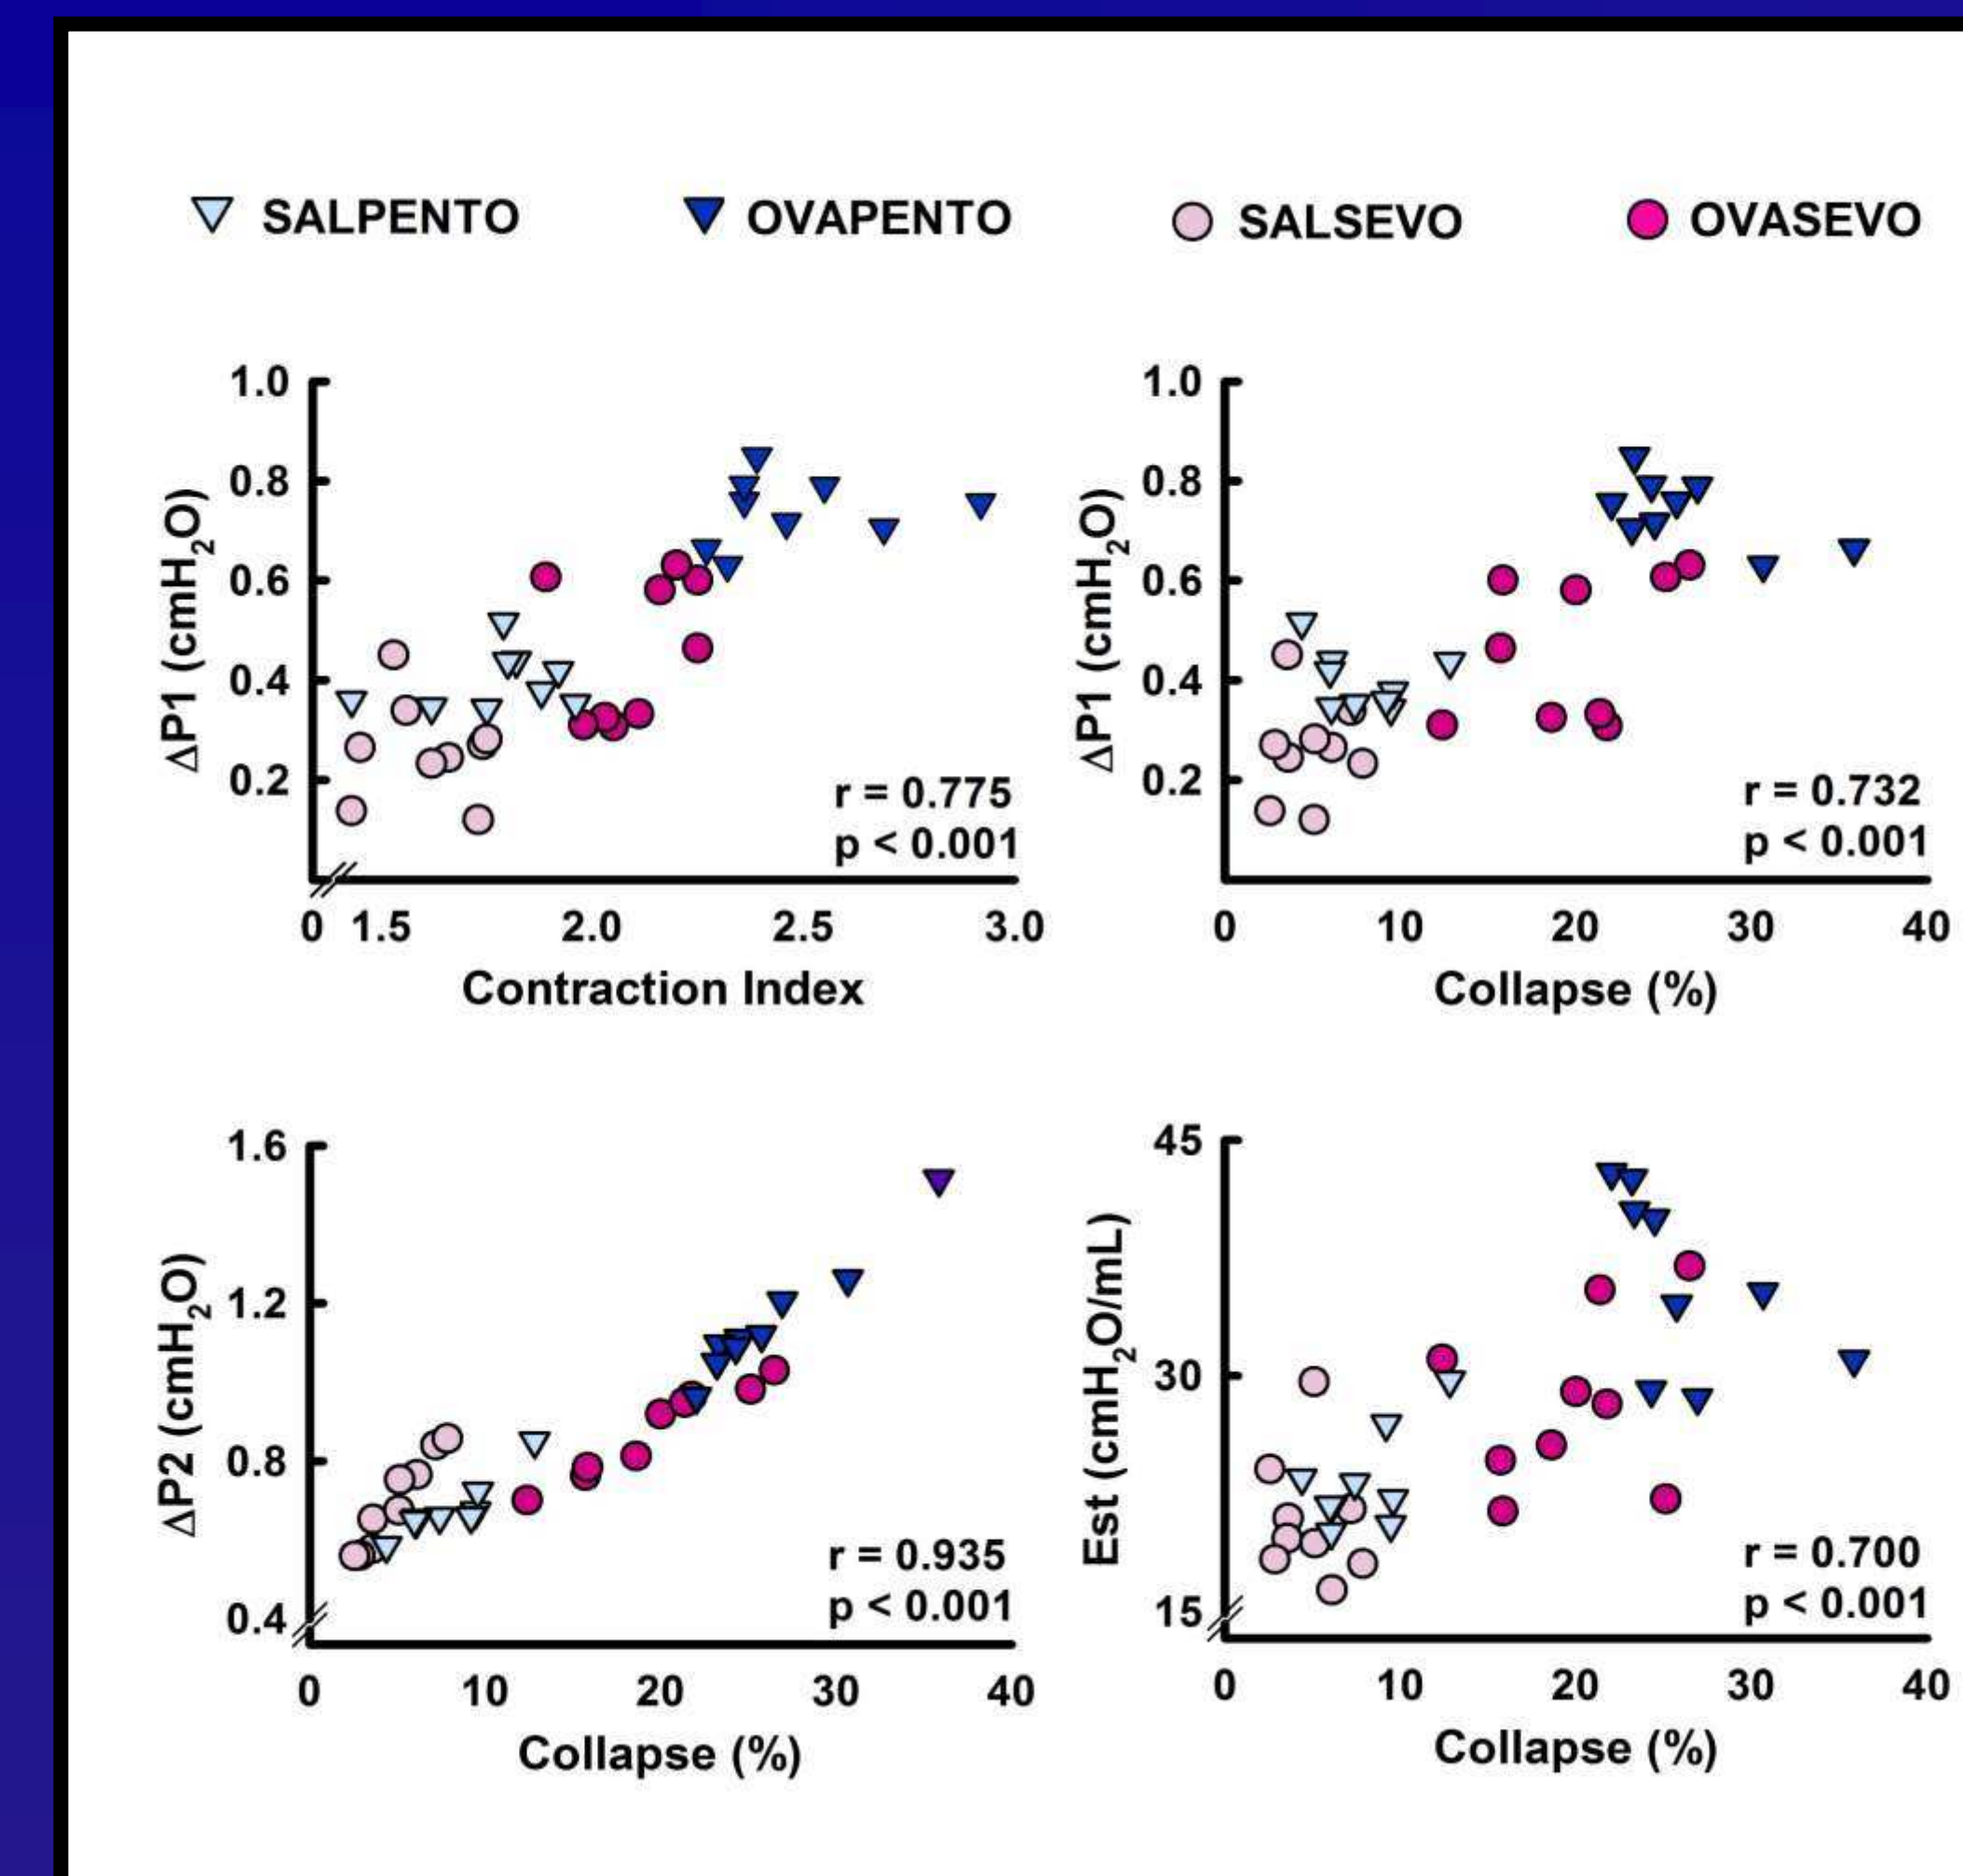 SALPENTO OVAPENTO SALSEVO OVASEVO
ΔP1 (cmH₂O)
1.0
0.8
0.6
0.4
0.2
r = 0.775
p < 0.001
0 1.5 2.0 2.5 3.0
Contraction Index
ΔP1 (cmH₂O)
1.0
0.8
0.6
0.4
0.2
r = 0.732
p < 0.001
0 10 20 30 40
Collapse (%)
ΔP2 (cmH₂O)
1.6
1.2
0.8
0.4
r = 0.935
p < 0.001
0 10 20 30 40
Collapse (%)
Est (cmH₂O/mL)
45
30
15
r = 0.700
p < 0.001
0 10 20 30 40
Collapse (%)